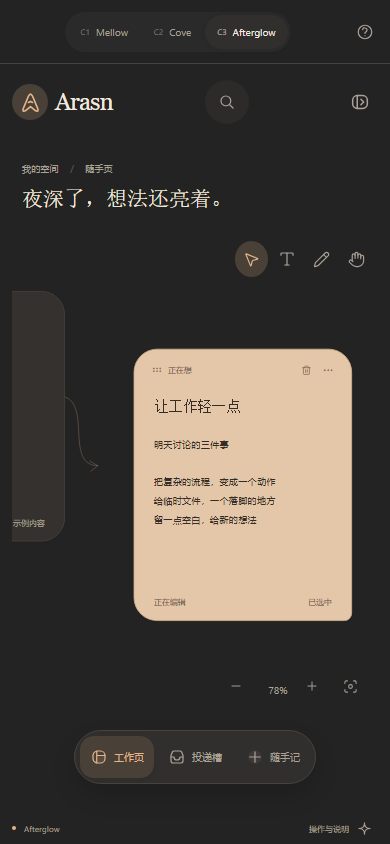 C1 Mellow C2 Cove C3 Afterglow
Arasn
我的空间 / 随手页
夜深了，想法还亮着。
正在想
让工作轻一点
明天讨论的三件事
把复杂的流程，变成一个动作
给临时文件，一个落脚的地方
留一点空白，给新的想法
示例内容
正在编辑 已选中
78%
工作页 投递槽 随手记
Afterglow 操作与说明